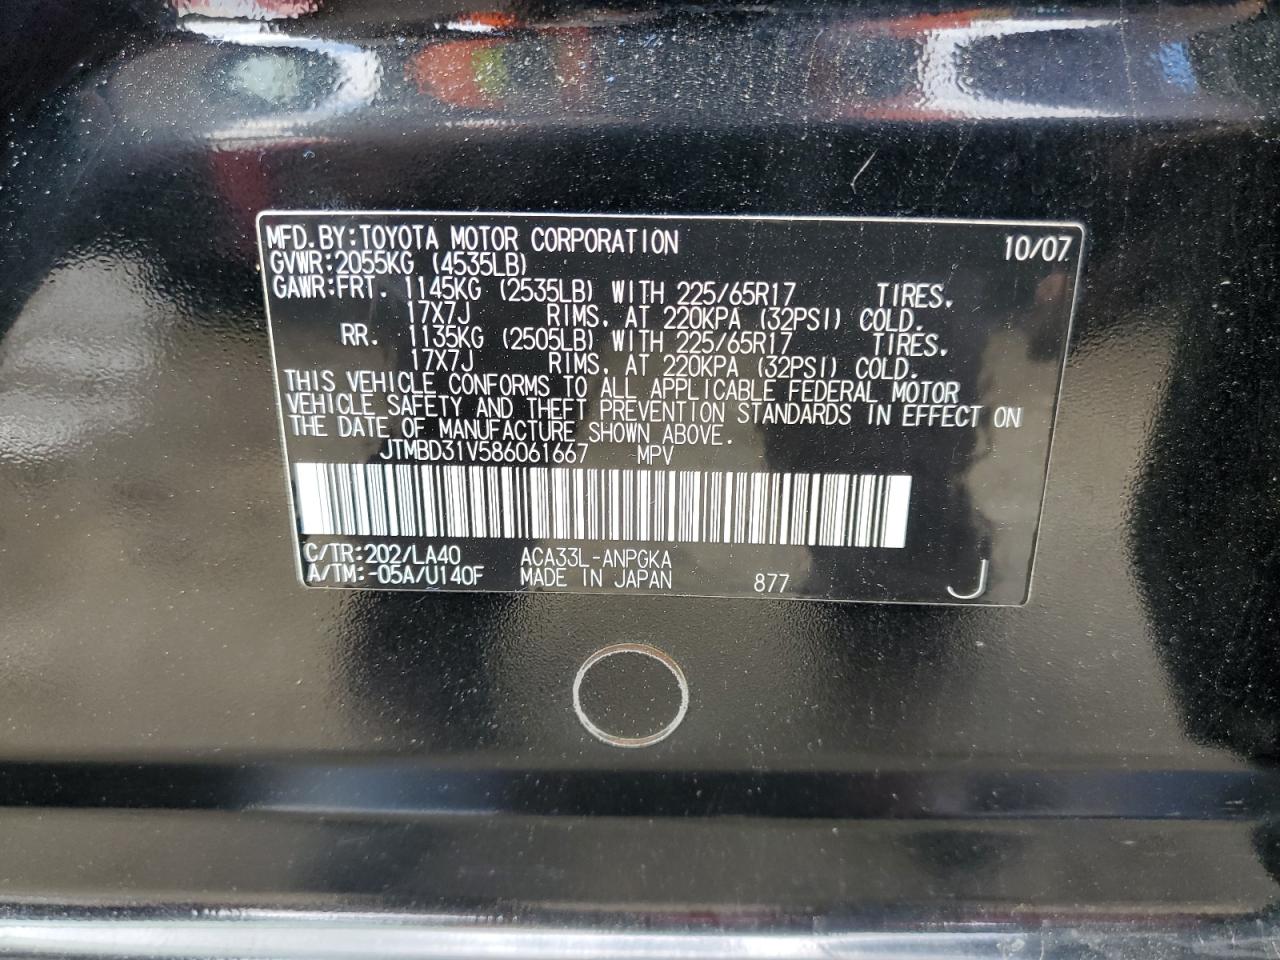 MFD.BY:TOYOTA MOTOR CORPORATION 10/07
GVWR:2055KG (4535LB)
GAWR:FRT. 1145KG (2535LB) WITH 225/65R17 TIRES,
17X7J RIMS, AT 220KPA (32PSI) COLD.
RR. 1135KG (2505LB) WITH 225/65R17 TIRES,
17X7J RIMS, AT 220KPA (32PSI) COLD.
THIS VEHICLE CONFORMS TO ALL APPLICABLE FEDERAL MOTOR
VEHICLE SAFETY AND THEFT PREVENTION STANDARDS IN EFFECT ON
THE DATE OF MANUFACTURE SHOWN ABOVE.
JTMBD31V586061667 MPV
C/TR:202/LA40 ACA33L-ANPGKA
A/TM:-05A/U140F MADE IN JAPAN 877 J